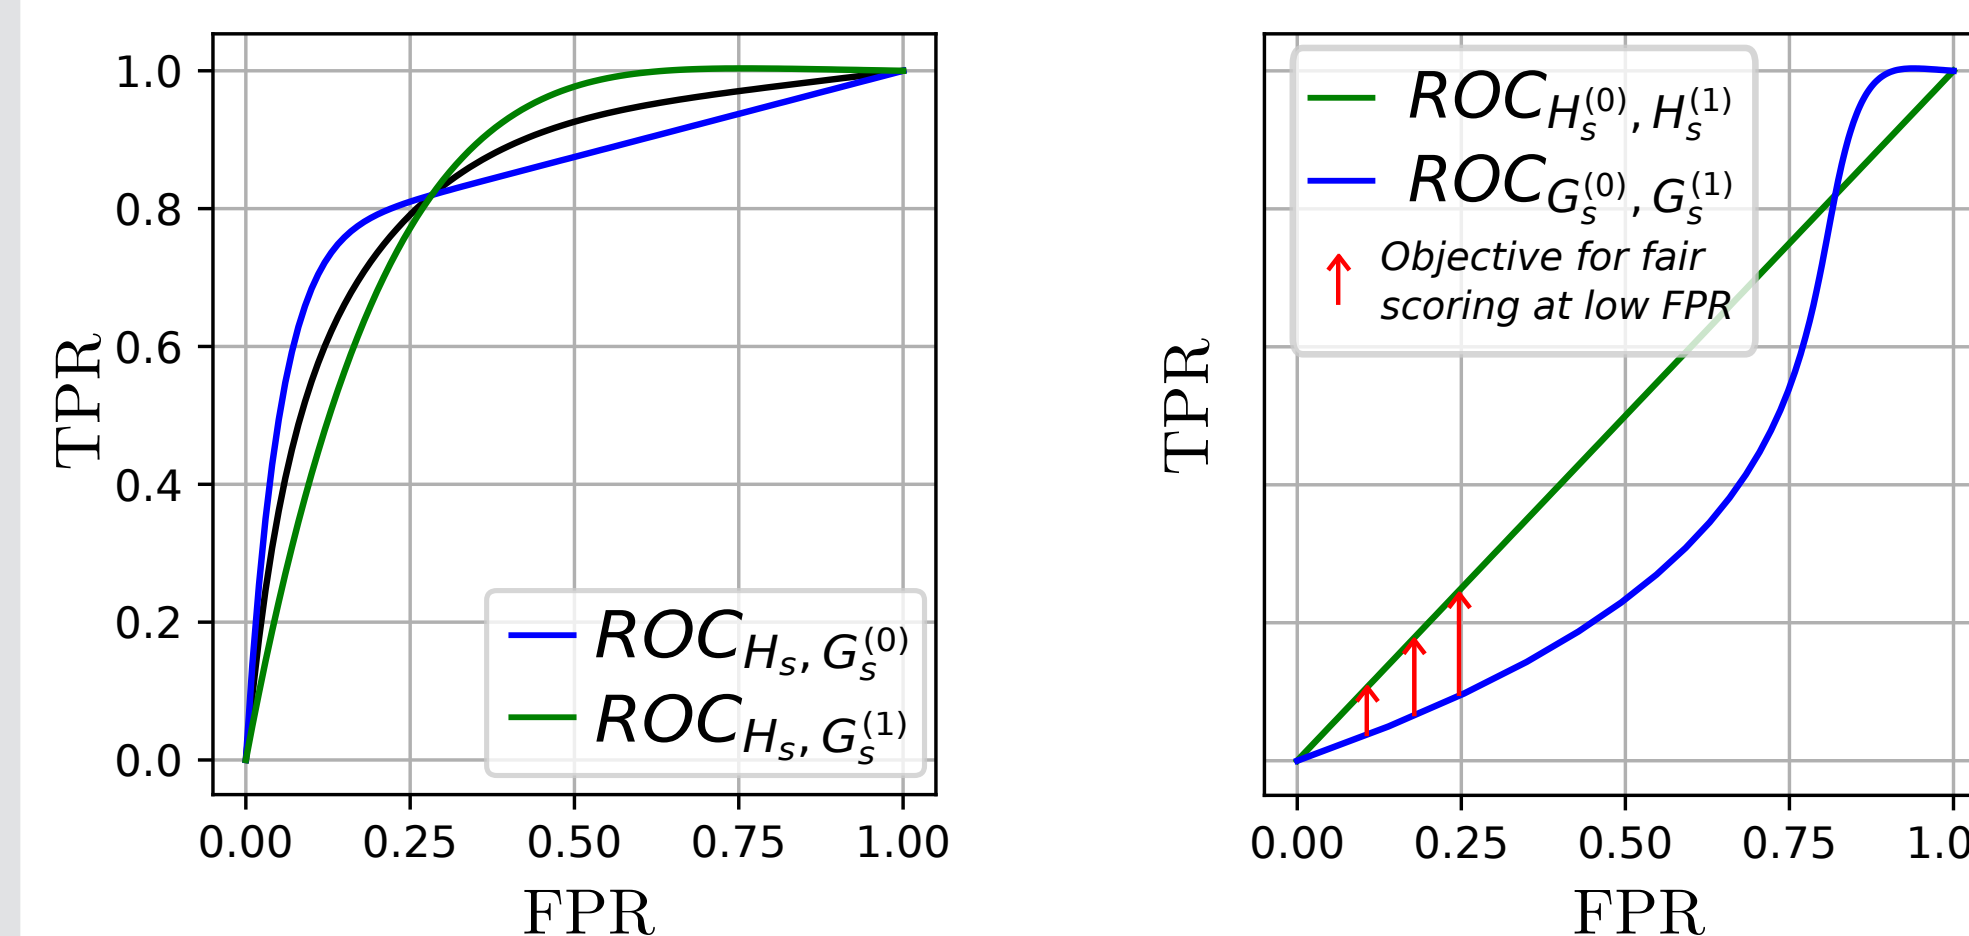 TPR
1.0
0.8
0.6
0.4
0.2
0.0
ROC_{H_s, G_s^{(0)}}
ROC_{H_s, G_s^{(1)}}
0.00 0.25 0.50 0.75 1.00
FPR
TPR
ROC_{H_s^{(0)}, H_s^{(1)}}
ROC_{G_s^{(0)}, G_s^{(1)}}
Objective for fair
scoring at low FPR
0.00 0.25 0.50 0.75 1.0
FPR